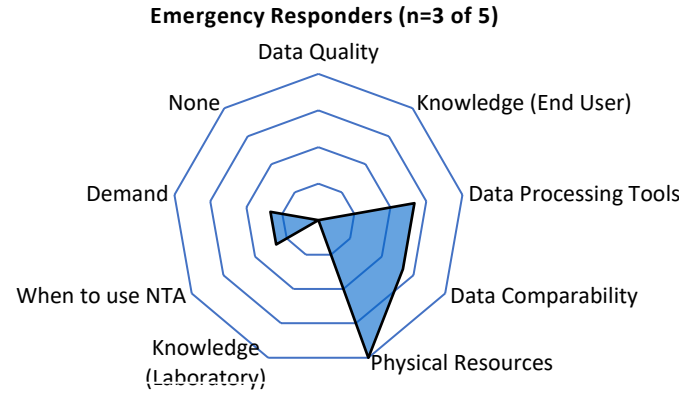 Emergency Responders (n=3 of 5)
Data Quality
None
Knowledge (End User)
Demand
Data Processing Tools
When to use NTA
Data Comparability
Knowledge
(Laboratory)
Physical Resources